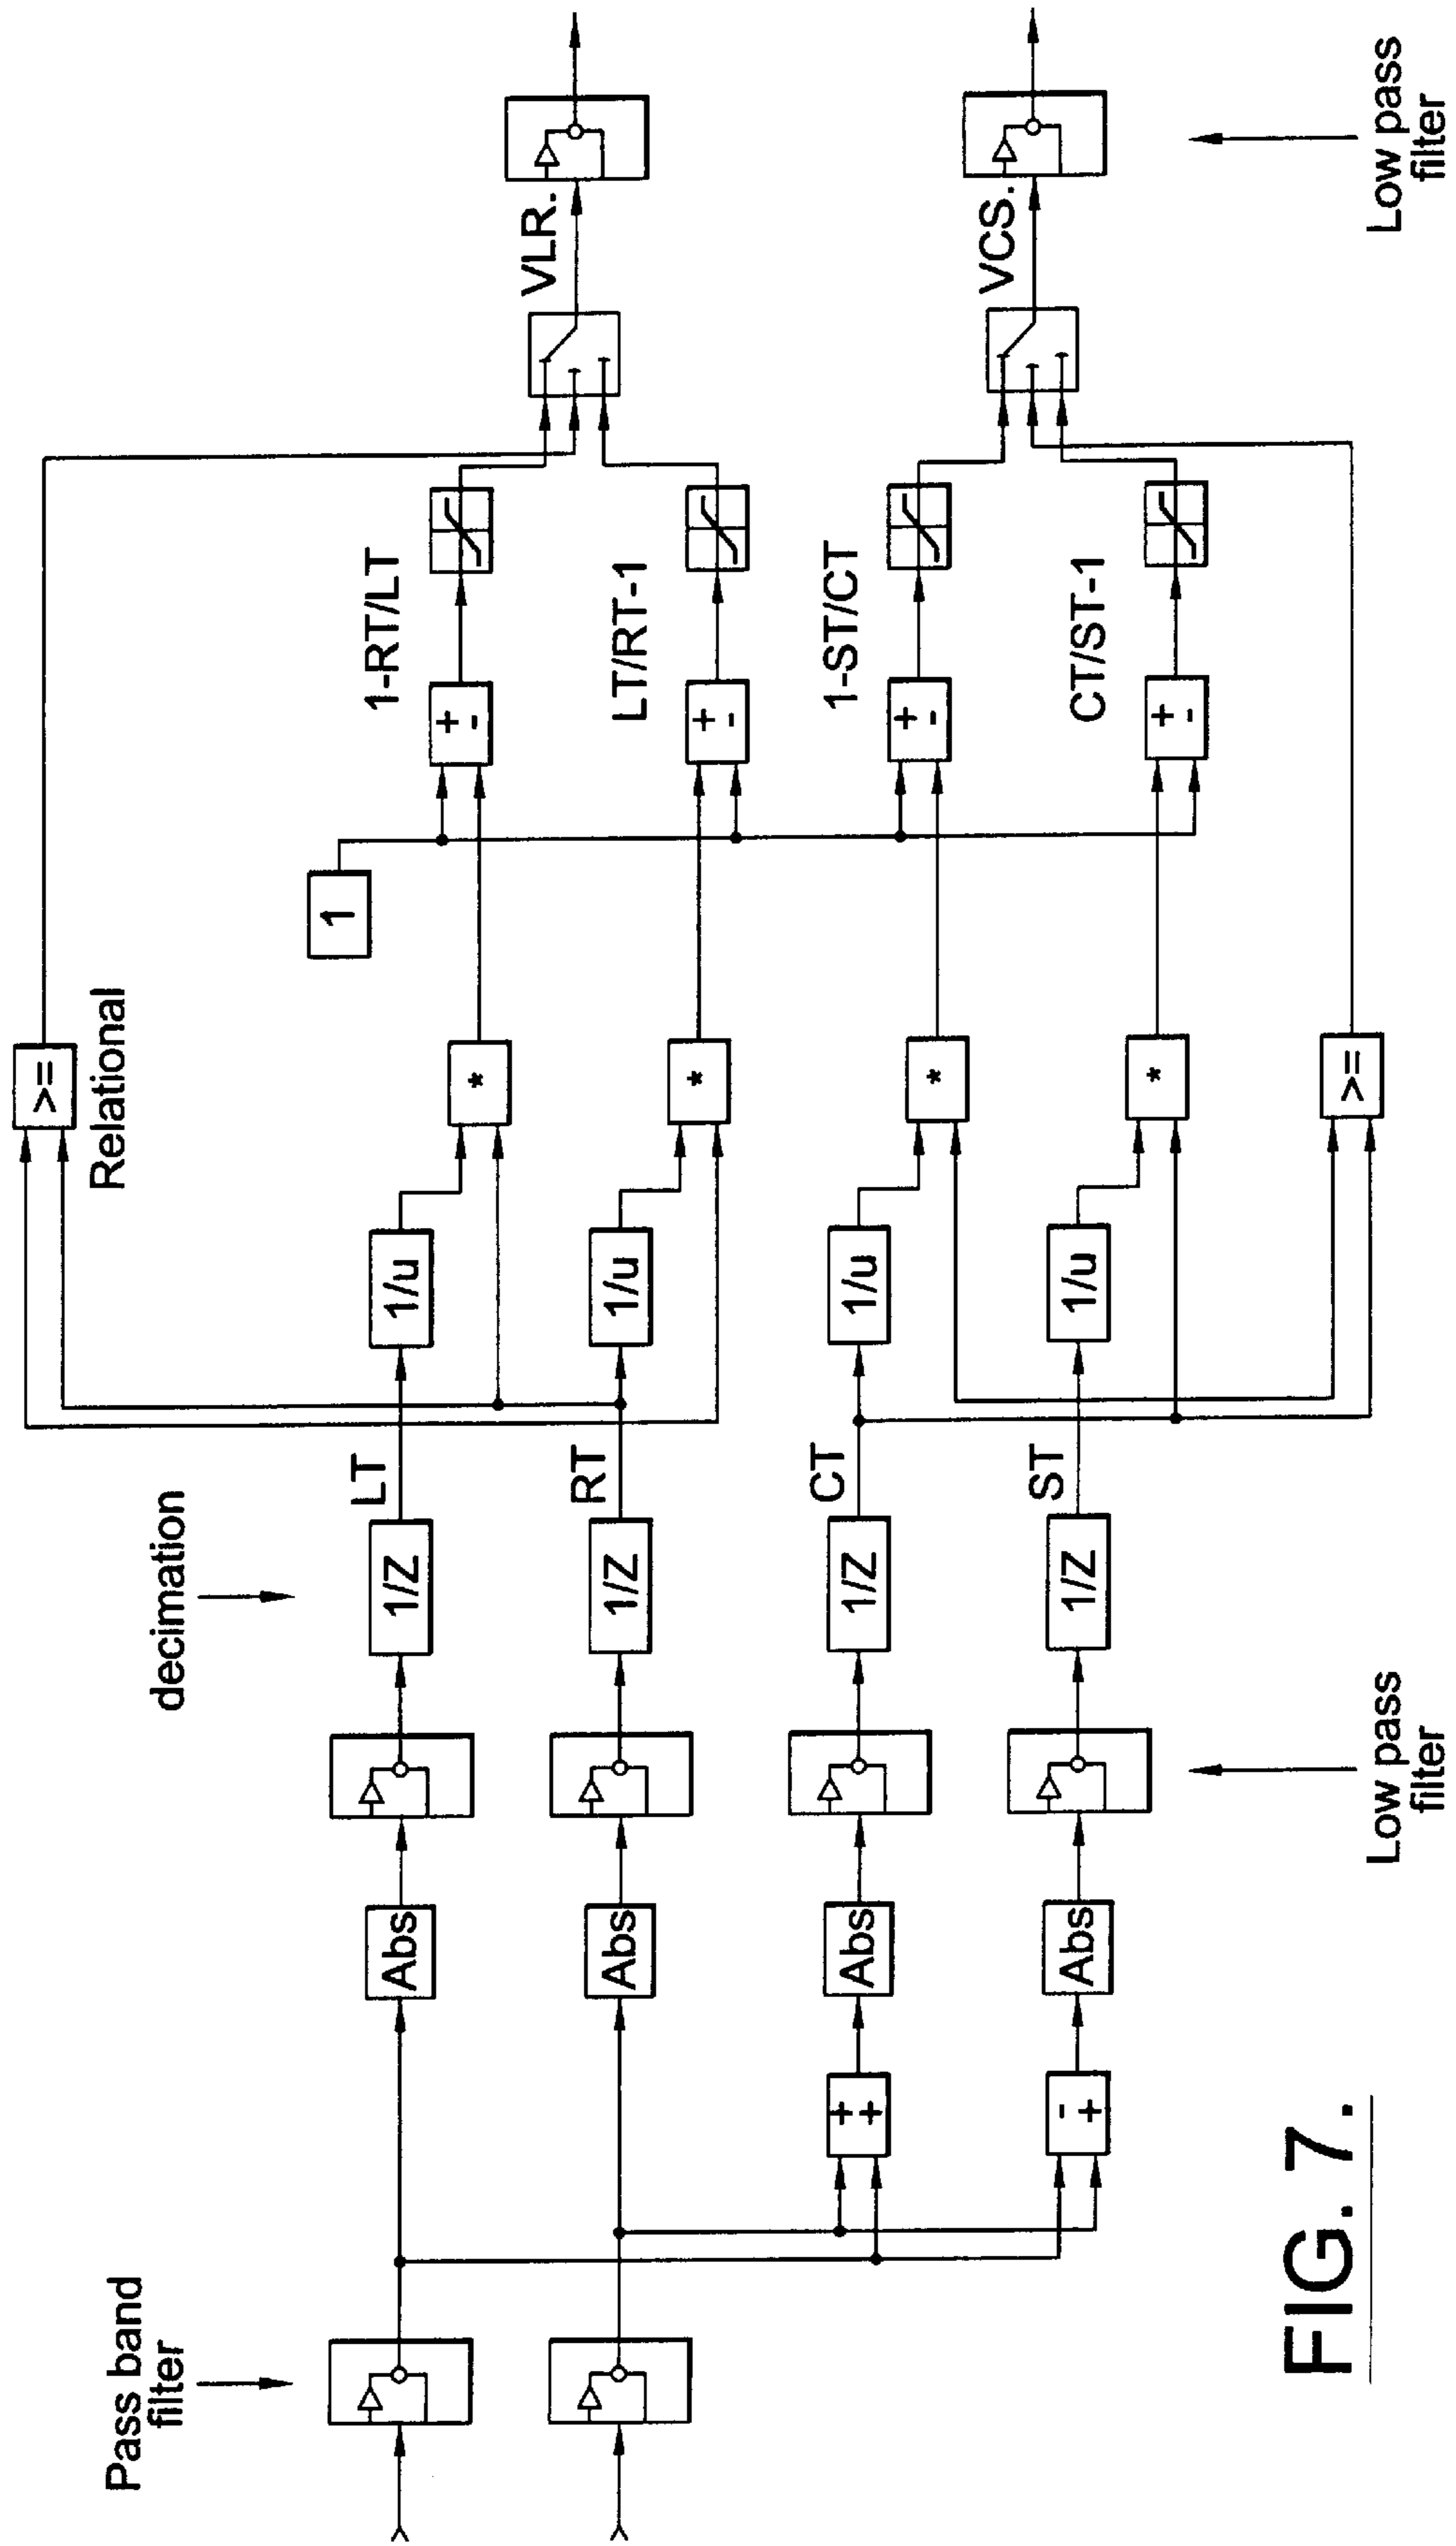 Pass band
filter
decimation
Relational
>=
1
Abs
1/Z
LT
1/u
*
+
-
1-RT/LT
VLR.
Abs
1/Z
RT
1/u
*
+
-
LT/RT-1
+
+
Abs
1/Z
CT
1/u
*
+
-
1-ST/CT
VCS.
-
+
Abs
1/Z
ST
1/u
*
+
-
CT/ST-1
>=
Low pass
filter
Low pass
filter
FIG. 7.